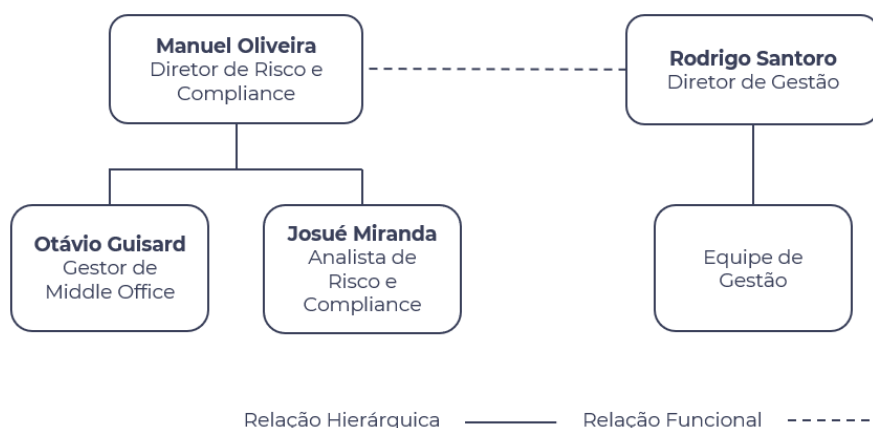 Manuel Oliveira
Diretor de Risco e
Compliance
Rodrigo Santoro
Diretor de Gestão
Otávio Guisard
Gestor de
Middle Office
Josué Miranda
Analista de
Risco e
Compliance
Equipe de
Gestão
Relação Hierárquica
Relação Funcional